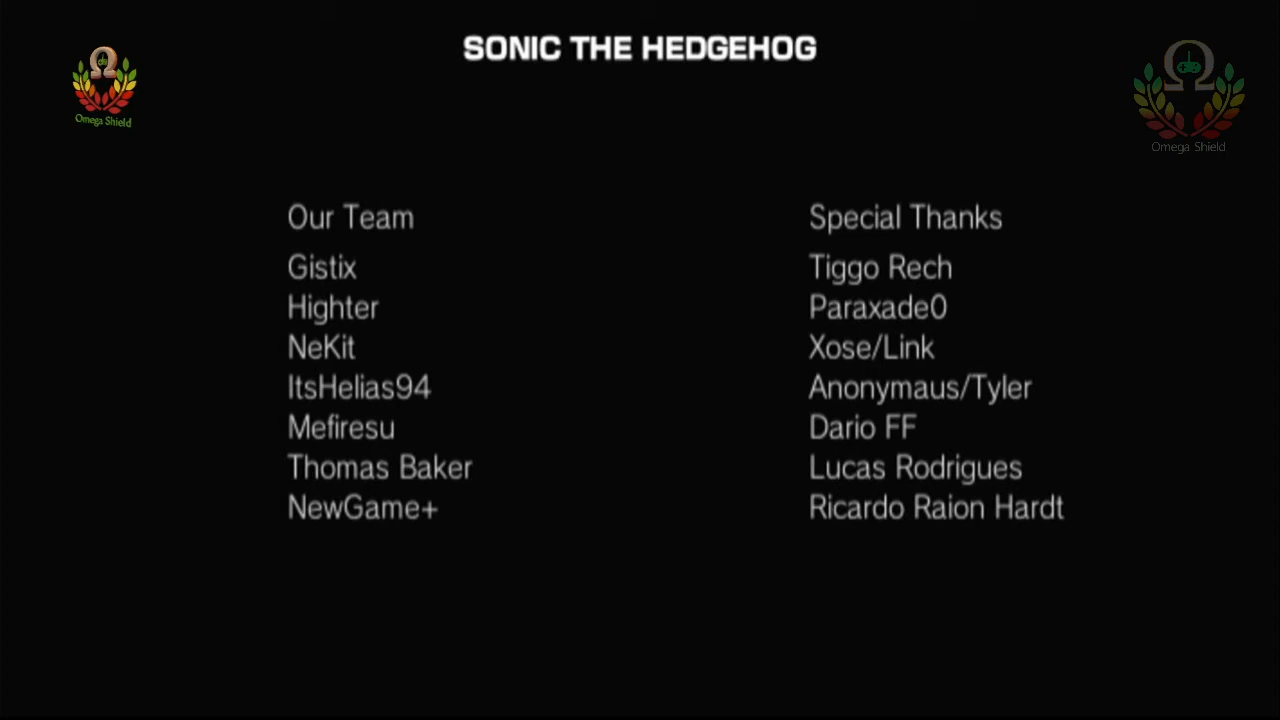 SONIC THE HEDGEHOG
Ω
Omega Shield
Ω
Omega Shield
Our Team
Gistix
Highter
NeKit
ItsHelias94
Mefiresu
Thomas Baker
NewGame+
Special Thanks
Tiggo Rech
Paraxade0
Xose/Link
Anonymaus/Tyler
Dario FF
Lucas Rodrigues
Ricardo Raion Hardt